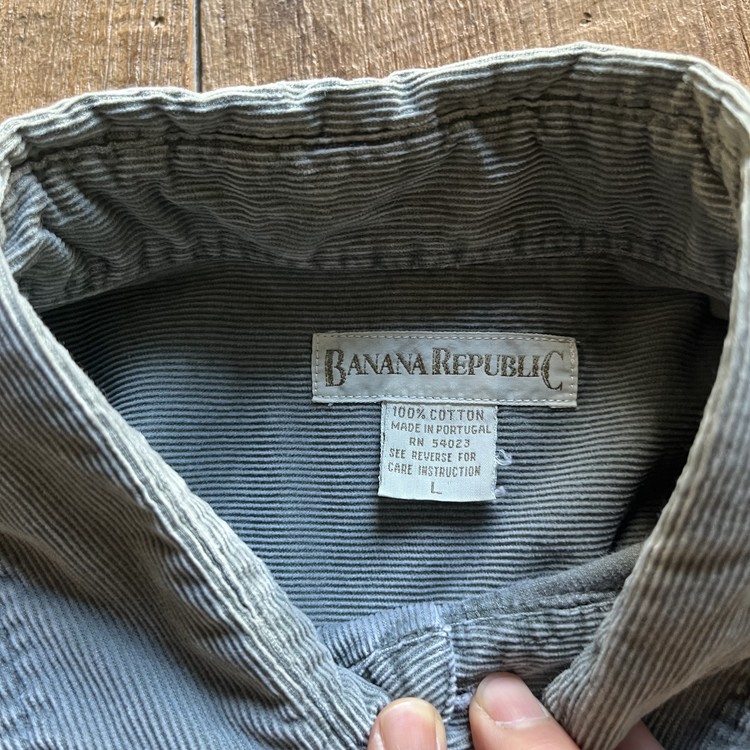 BANANA REPUBLIC
100% COTTON
MADE IN PORTUGAL
RN 54023
SEE REVERSE FOR
CARE INSTRUCTION
L